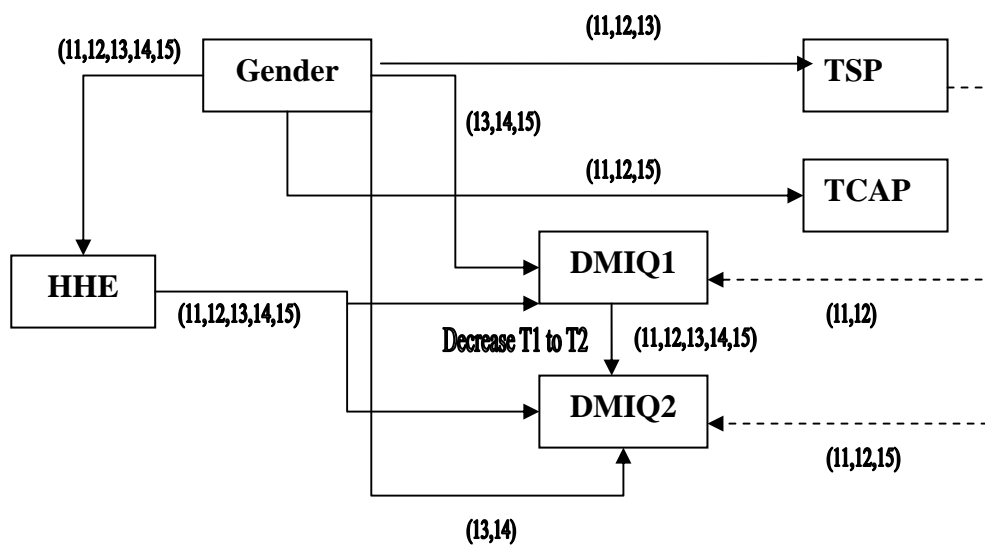 (11,12,13)
(11,12,13,14,15)
Gender
TSP
(13,14,15)
(11,12,15)
TCAP
DMIQ1
HHE
(11,12,13,14,15)
(11,12)
Decrease T1 to T2
(11,12,13,14,15)
DMIQ2
(11,12,15)
(13,14)